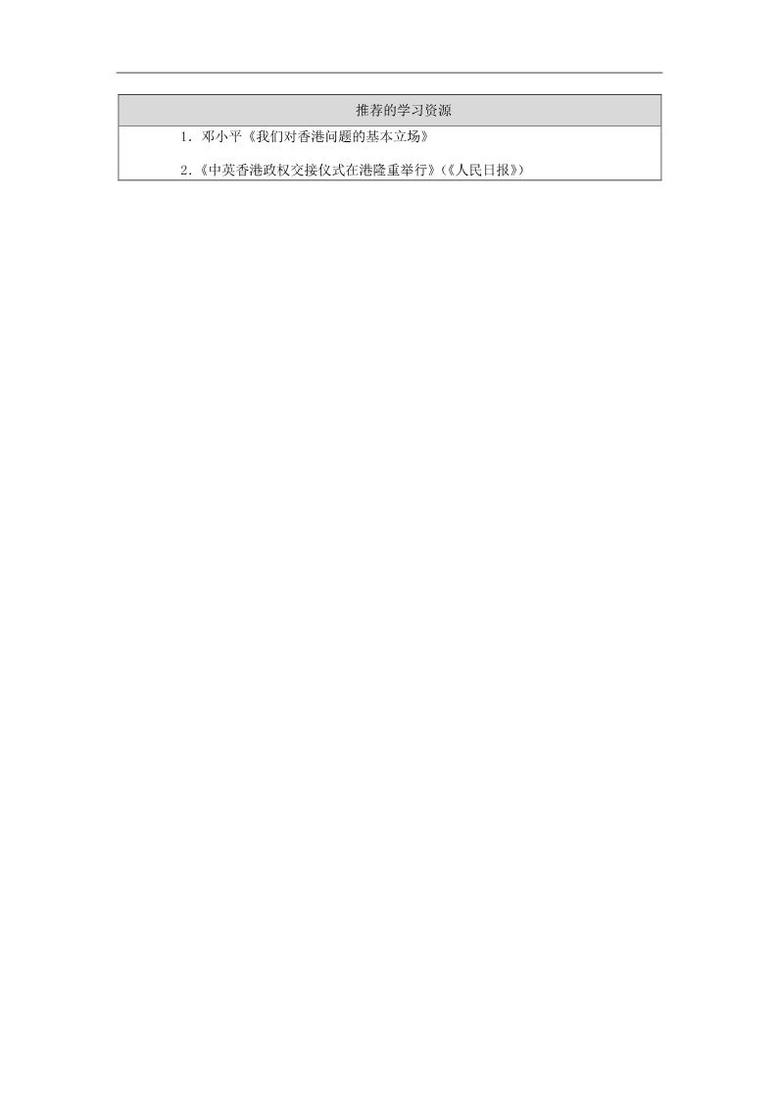 推荐的学习资源
1. 邓小平《我们对香港问题的基本立场》
2.《中英香港政权交接仪式在港隆重举行》(《人民日报》)